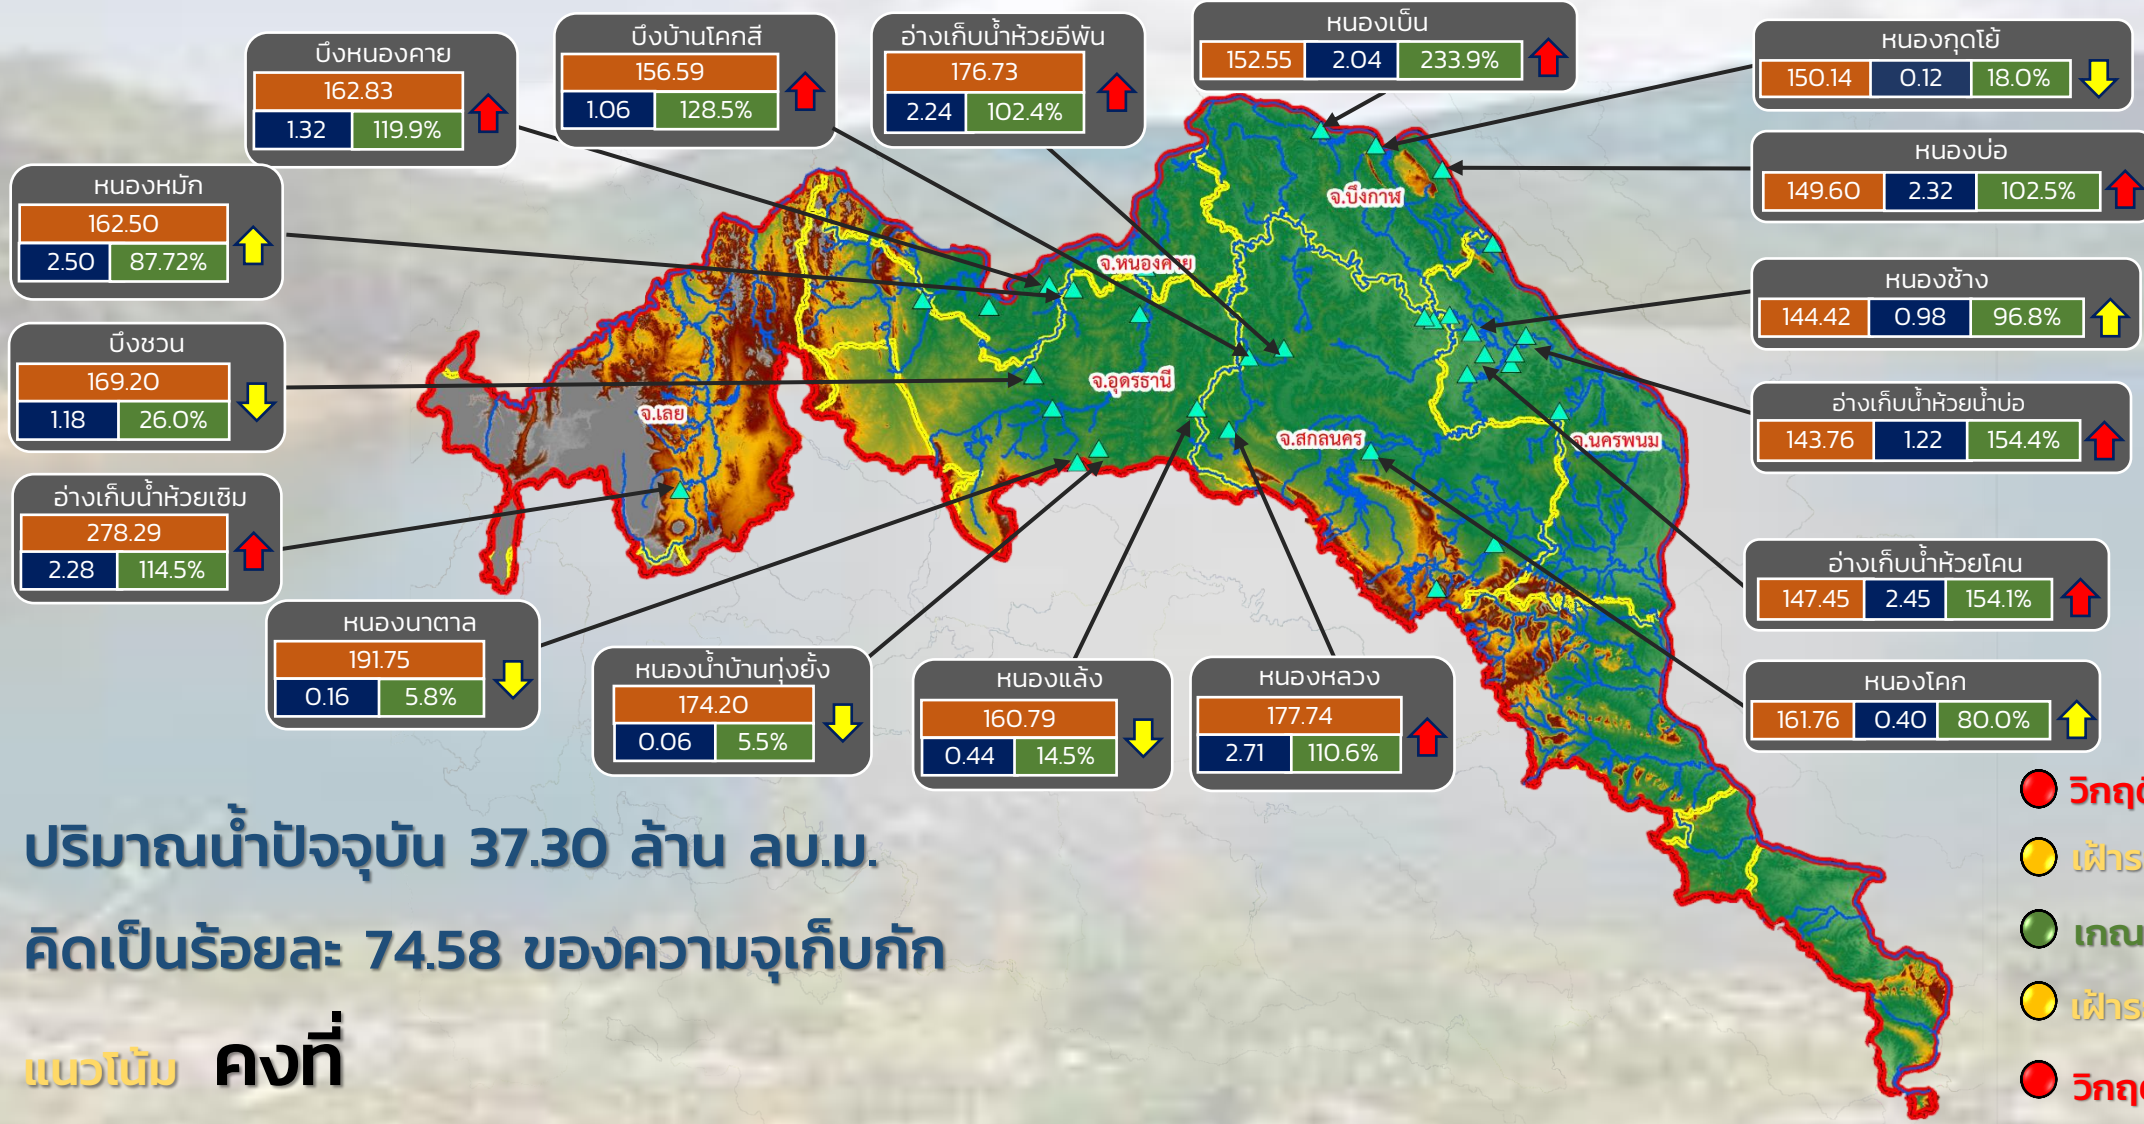 บึงหนองคาย
162.83
1.32 119.9%
บึงบ้านโคกสี
156.59
1.06 128.5%
อ่างเก็บน้ำห้วยอีพัน
176.73
2.24 102.4%
หนองเบ็น
152.55 2.04 233.9%
หนองกุดโย้
150.14 0.12 18.0%
หนองบ่อ
149.60 2.32 102.5%
หนองหมัก
162.50
2.50 87.72%
หนองช้าง
144.42 0.98 96.8%
บึงชวน
169.20
1.18 26.0%
อ่างเก็บน้ำห้วยน้ำบ่อ
143.76 1.22 154.4%
อ่างเก็บน้ำห้วยเซิม
278.29
2.28 114.5%
อ่างเก็บน้ำห้วยโคน
147.45 2.45 154.1%
หนองนาตาล
191.75
0.16 5.8%
หนองน้ำบ้านทุ่งยั้ง
174.20
0.06 5.5%
หนองแล้ง
160.79
0.44 14.5%
หนองหลวง
177.74
2.71 110.6%
หนองโคก
161.76 0.40 80.0%
จ.บึงกาฬ
จ.หนองคาย
จ.อุดรธานี
จ.เลย
จ.สกลนคร
จ.นครพนม
ปริมาณน้ำปัจจุบัน 37.30 ล้าน ลบ.ม.
คิดเป็นร้อยละ 74.58 ของความจุเก็บกัก
แนวโน้ม คงที่